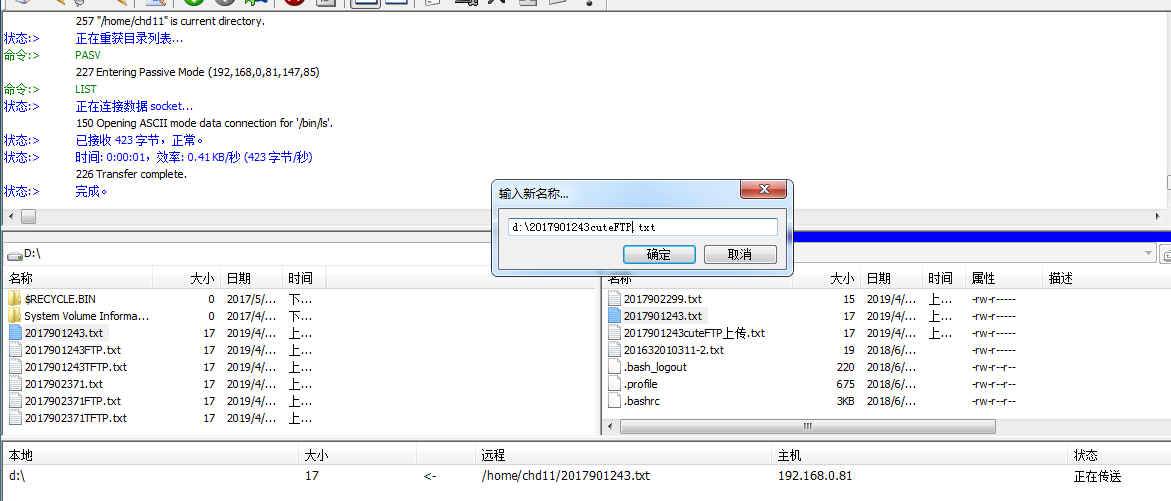 257 "/home/chd11" is current directory.
状态:> 正在重获目录列表...
命令:> PASV
227 Entering Passive Mode (192,168,0,81,147,85)
命令:> LIST
状态:> 正在连接数据 socket...
150 Opening ASCII mode data connection for '/bin/ls'.
状态:> 已接收 423 字节，正常。
状态:> 时间: 0:00:01，效率: 0.41 KB/秒 (423 字节/秒)
226 Transfer complete.
状态:> 完成。
输入新名称...
d:\2017901243cuteFTP.txt
确定 取消
D:\
名称 大小 日期 时间
$RECYCLE.BIN 0 2017/5/... 下...
System Volume Informa... 0 2017/4/... 下...
2017901243.txt 17 2019/4/... 上...
2017901243FTP.txt 17 2019/4/... 上...
2017901243TFTP.txt 17 2019/4/... 上...
2017902371.txt 17 2019/4/... 上...
2017902371FTP.txt 17 2019/4/... 上...
2017902371TFTP.txt 17 2019/4/... 上...
名称 大小 日期 时间 属性 描述
2017902299.txt 15 2019/4/... 上... -rw-r-----
2017901243.txt 17 2019/4/... 上... -rw-r-----
2017901243cuteFTP上传.txt 17 2019/4/... 上... -rw-r-----
201632010311-2.txt 19 2018/6/... -rw-r-----
.bash_logout 220 2018/6/... -rw-r--r--
.profile 675 2018/6/... -rw-r--r--
.bashrc 3KB 2018/6/... -rw-r--r--
本地 大小 远程 主机 状态
d:\ 17 <- /home/chd11/2017901243.txt 192.168.0.81 正在传送